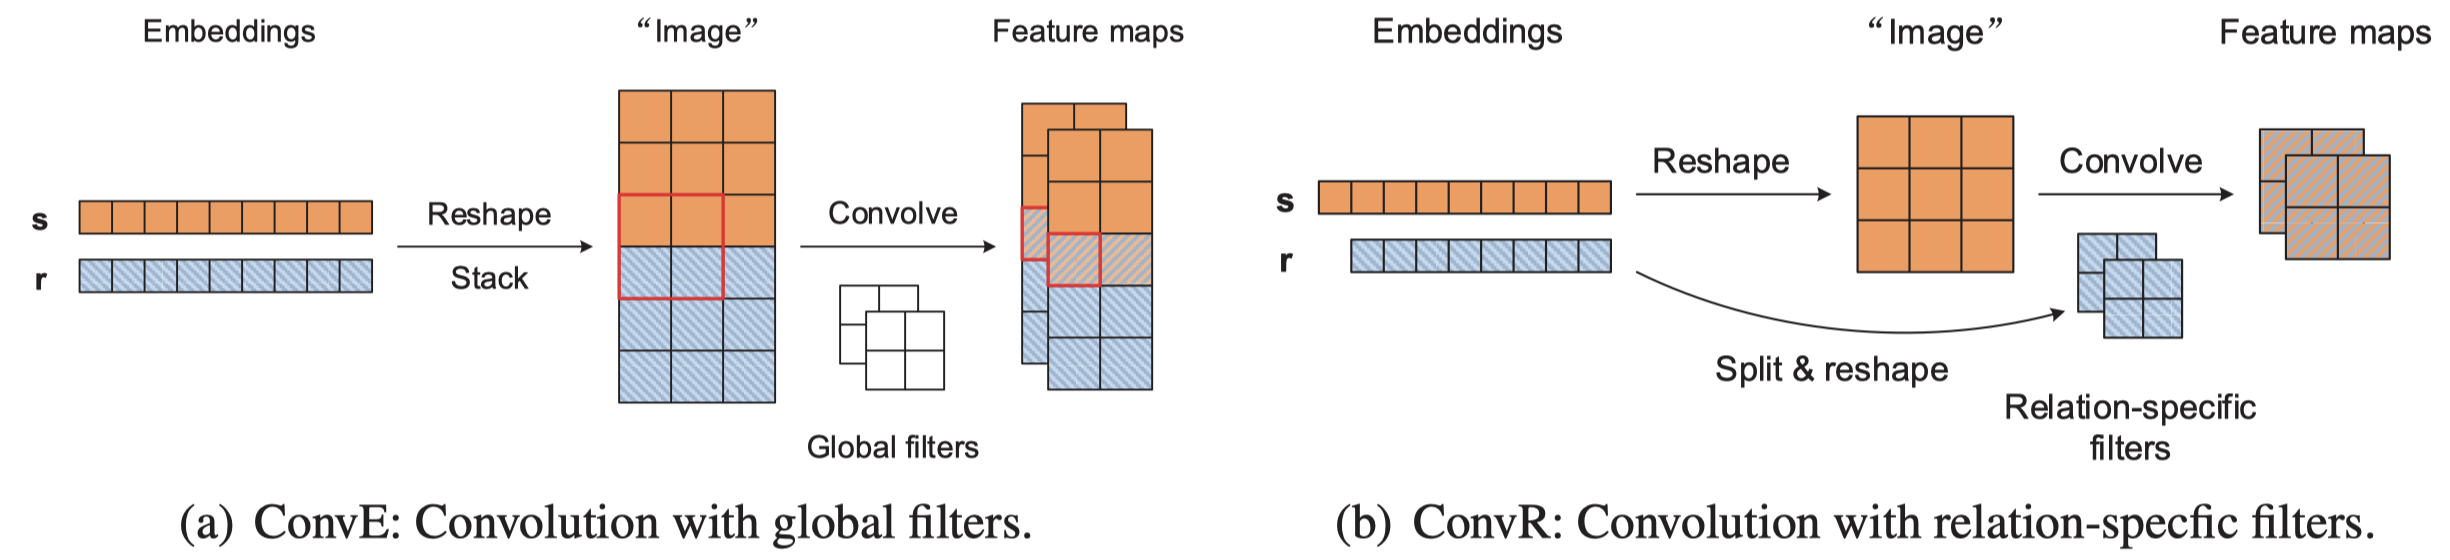 Embeddings
“Image”
Feature maps
s
r
Reshape
Stack
Convolve
Global filters
(a) ConvE: Convolution with global filters.
Embeddings
“Image”
Feature maps
s
r
Reshape
Convolve
Split & reshape
Relation-specific
filters
(b) ConvR: Convolution with relation-specfic filters.